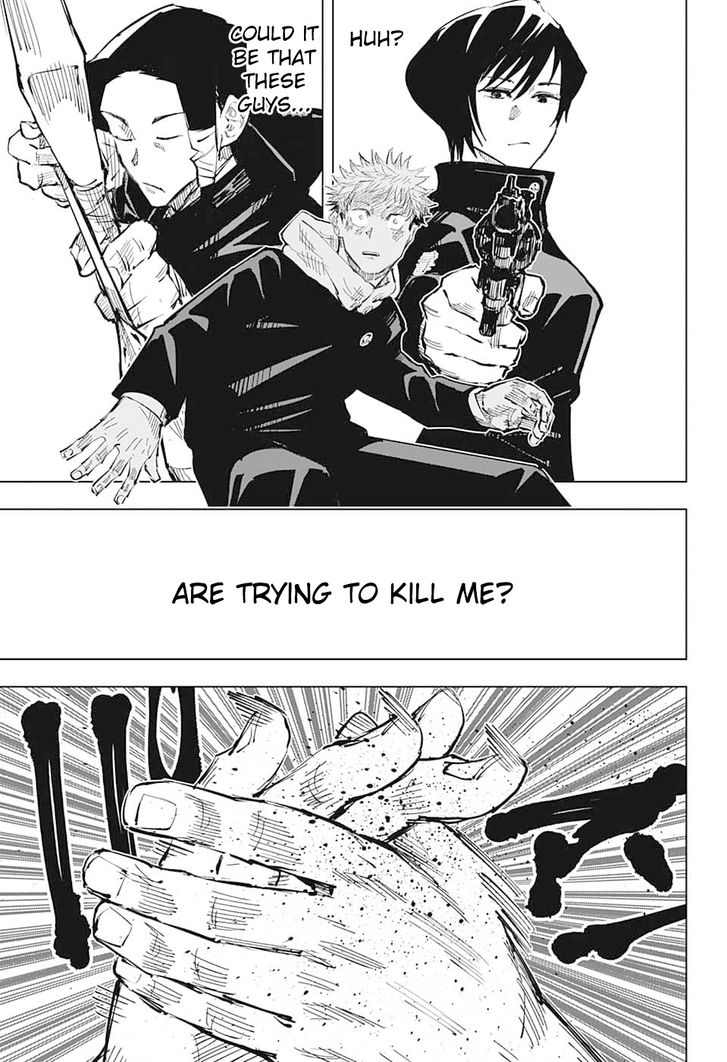 HUH?
COULD IT
BE THAT
THESE
GUYS...
ARE TRYING TO KILL ME?